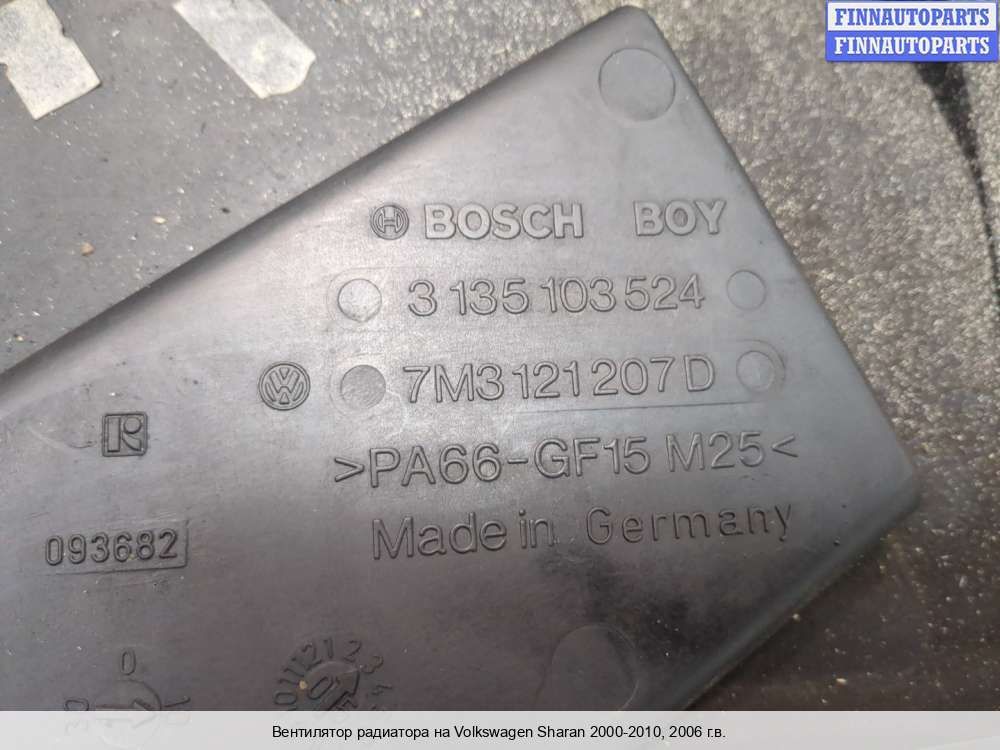 FINNAUTOPARTS
FINNAUTOPARTS
BOSCH BOY
3 135 103 524
7M3 121 207 D
>PA66-GF15 M25<
Made in Germany
093682
0
Вентилятор радиатора на Volkswagen Sharan 2000-2010, 2006 г.в.